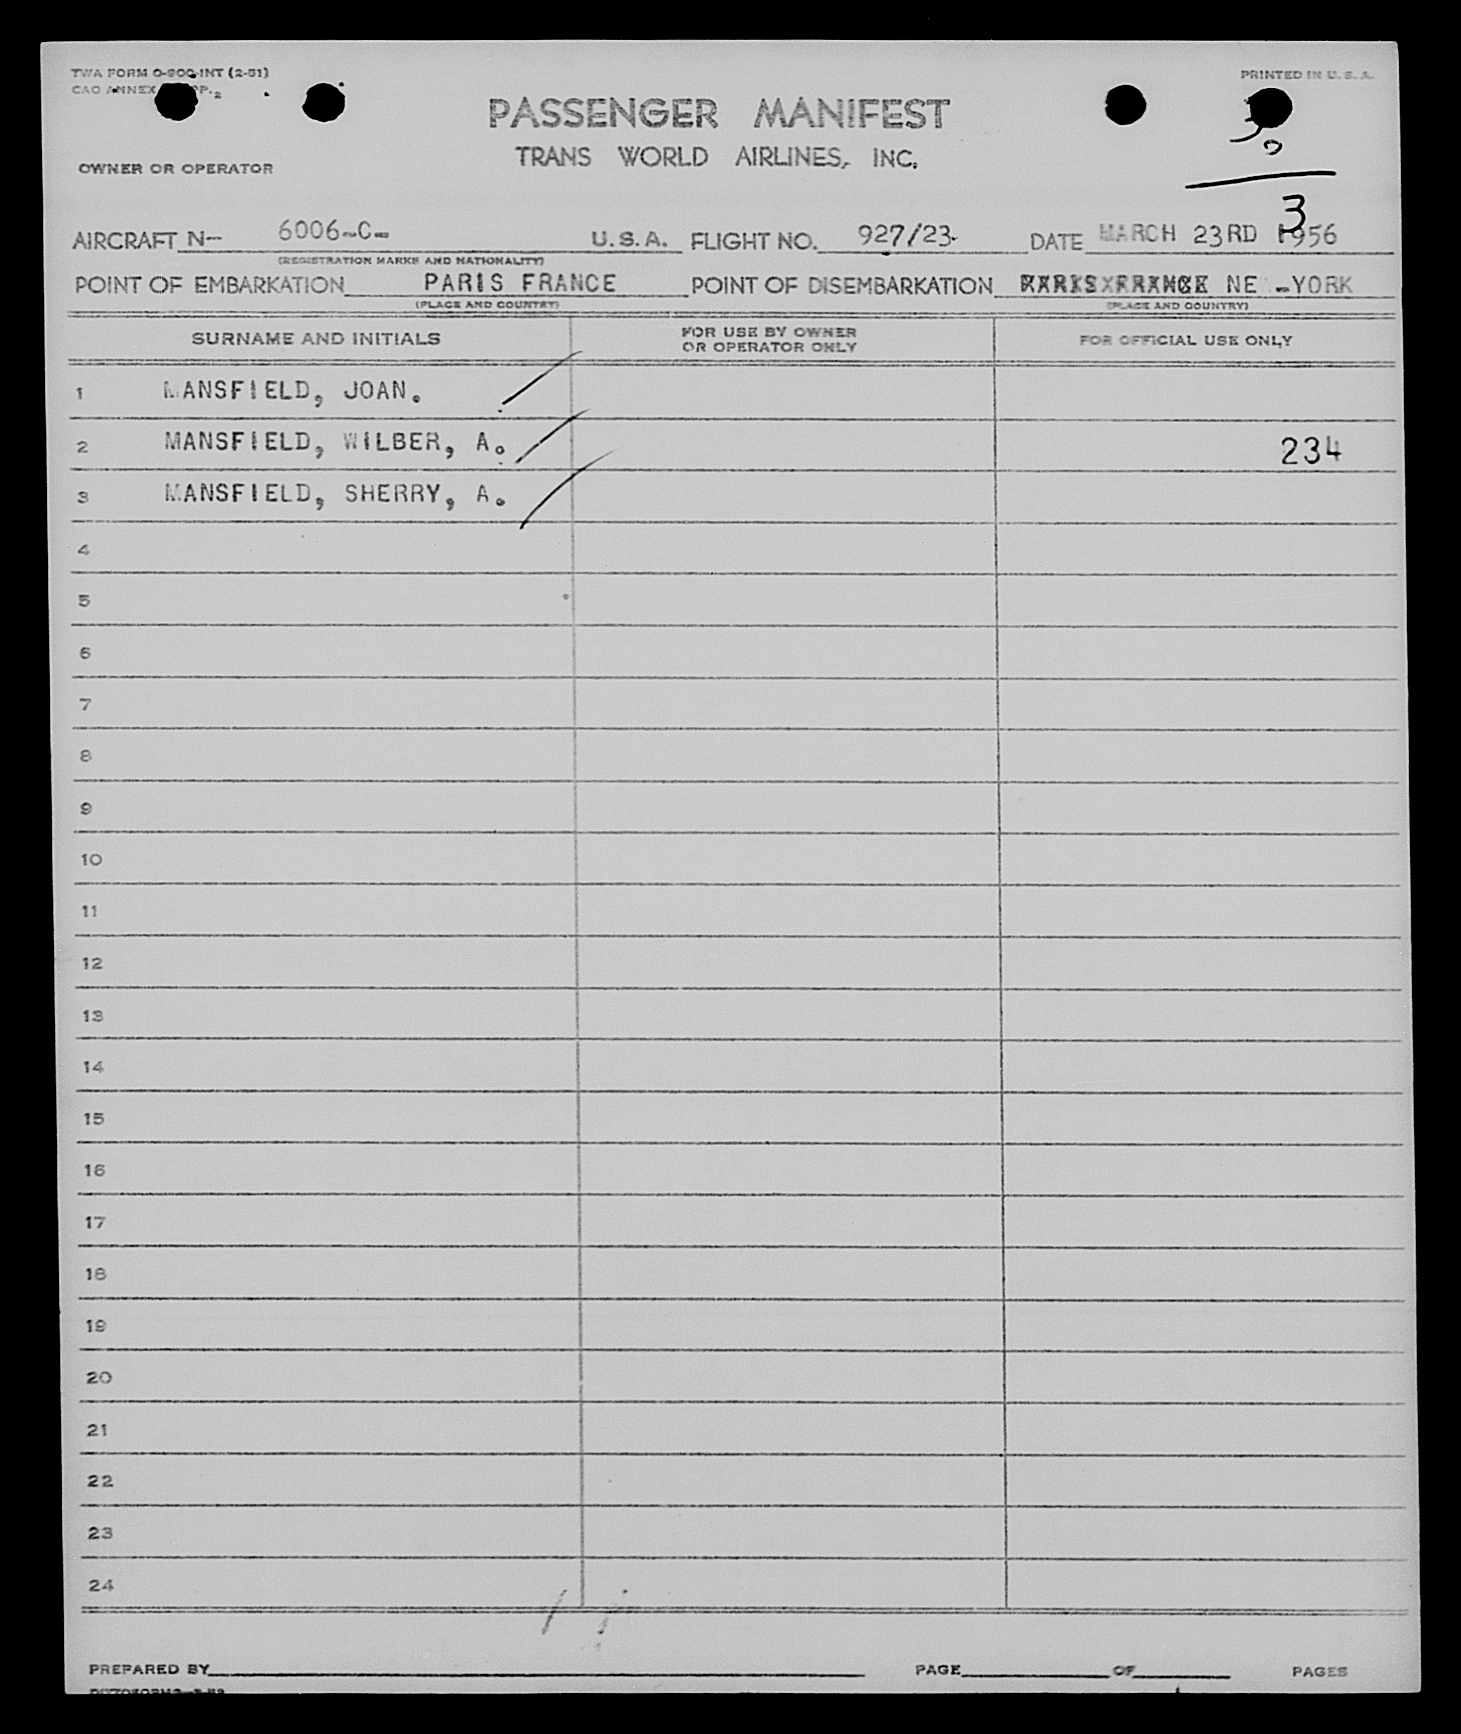 TWA FORM O-800-INT (2-51)
PRINTED IN U. S. A.
CAO ANNEX
PASSENGER MANIFEST
3
0
TRANS WORLD AIRLINES, INC.
OWNER OR OPERATOR
3
AIRCRAFT N- 6006-C- U.S.A. FLIGHT NO. 927/23. DATE MARCH 23RD 1956
(REGISTRATION MARKS AND NATIONALITY)
POINT OF EMBARKATION PARIS FRANCE POINT OF DISEMBARKATION NE -YORK
(PLACE AND COUNTRY) (PLACE AND COUNTRY)
SURNAME AND INITIALS FOR USE BY OWNER OR OPERATOR ONLY FOR OFFICIAL USE ONLY
1 MANSFIELD, JOAN.
2 MANSFIELD, WILBER, A. 234
3 MANSFIELD, SHERRY, A.
4
5
6
7
8
9
10
11
12
13
14
15
16
17
18
19
20
21
22
23
24
PREPARED BY PAGE OF PAGES